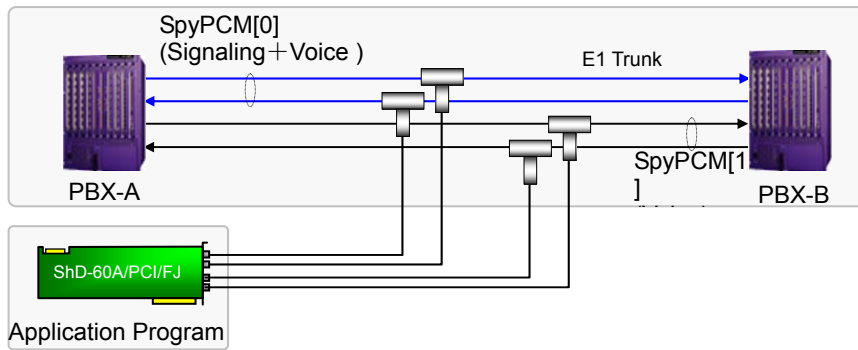 SpyPCM[0]
(Signaling＋Voice )
E1 Trunk
SpyPCM[1
]
PBX-A
PBX-B
ShD-60A/PCI/FJ
Application Program